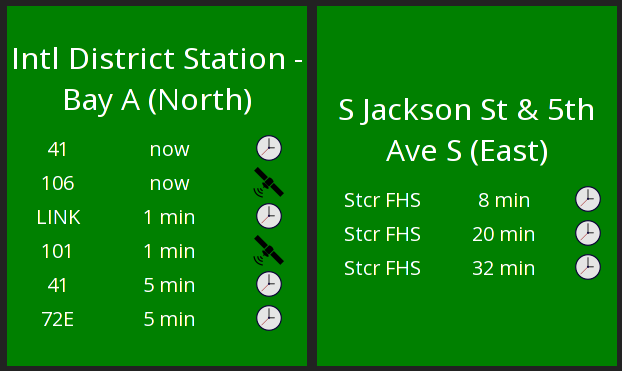 Intl District Station -
Bay A (North)
41 now
106 now
LINK 1 min
101 1 min
41 5 min
72E 5 min
S Jackson St & 5th
Ave S (East)
Stcr FHS 8 min
Stcr FHS 20 min
Stcr FHS 32 min